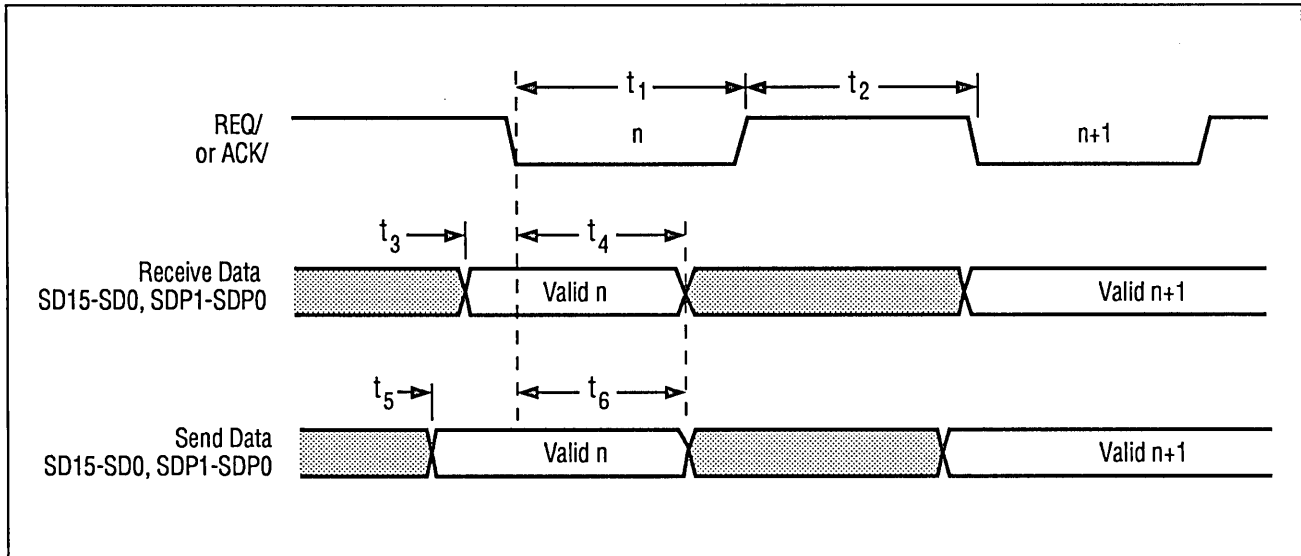 t1
t2
REQ/
or ACK/
n
n+1
t3
t4
Receive Data
SD15-SD0, SDP1-SDP0
Valid n
Valid n+1
t5
t6
Send Data
SD15-SD0, SDP1-SDP0
Valid n
Valid n+1